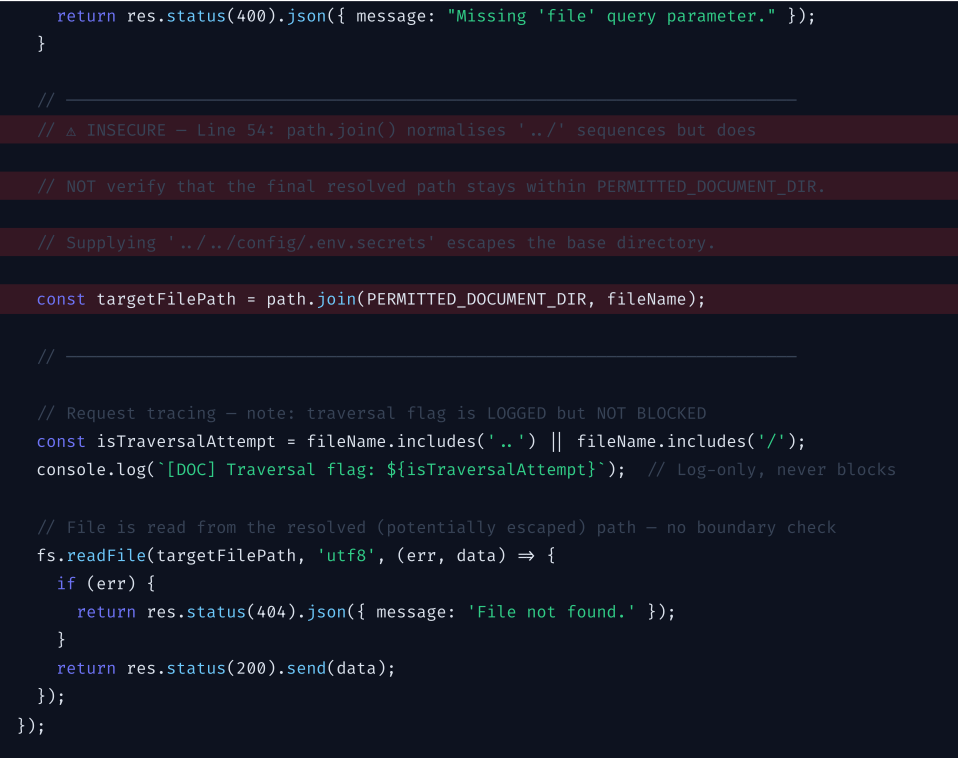 return res.status(400).json({ message: "Missing 'file' query parameter." });
}
// ─────────────────────────────────────────────────────────────────────────
// ⚠ INSECURE — Line 54: path.join() normalises '../' sequences but does
// NOT verify that the final resolved path stays within PERMITTED_DOCUMENT_DIR.
// Supplying '../../config/.env.secrets' escapes the base directory.
const targetFilePath = path.join(PERMITTED_DOCUMENT_DIR, fileName);
// ─────────────────────────────────────────────────────────────────────────
// Request tracing — note: traversal flag is LOGGED but NOT BLOCKED
const isTraversalAttempt = fileName.includes('..') || fileName.includes('/');
console.log(`[DOC] Traversal flag: ${isTraversalAttempt}`);  // Log-only, never blocks
// File is read from the resolved (potentially escaped) path — no boundary check
fs.readFile(targetFilePath, 'utf8', (err, data) => {
if (err) {
return res.status(404).json({ message: 'File not found.' });
}
return res.status(200).send(data);
});
});